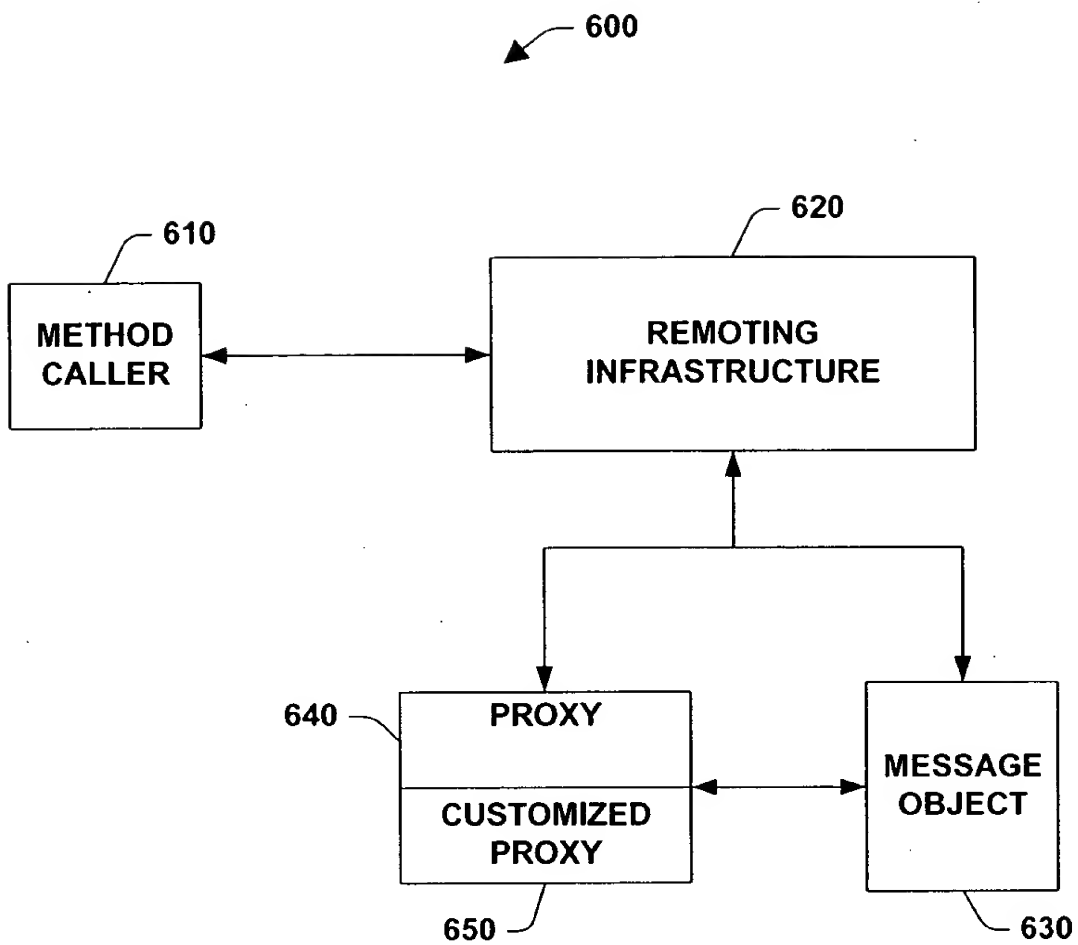 600
620
610
METHOD
CALLER
REMOTING
INFRASTRUCTURE
640
PROXY
CUSTOMIZED
PROXY
MESSAGE
OBJECT
650
630